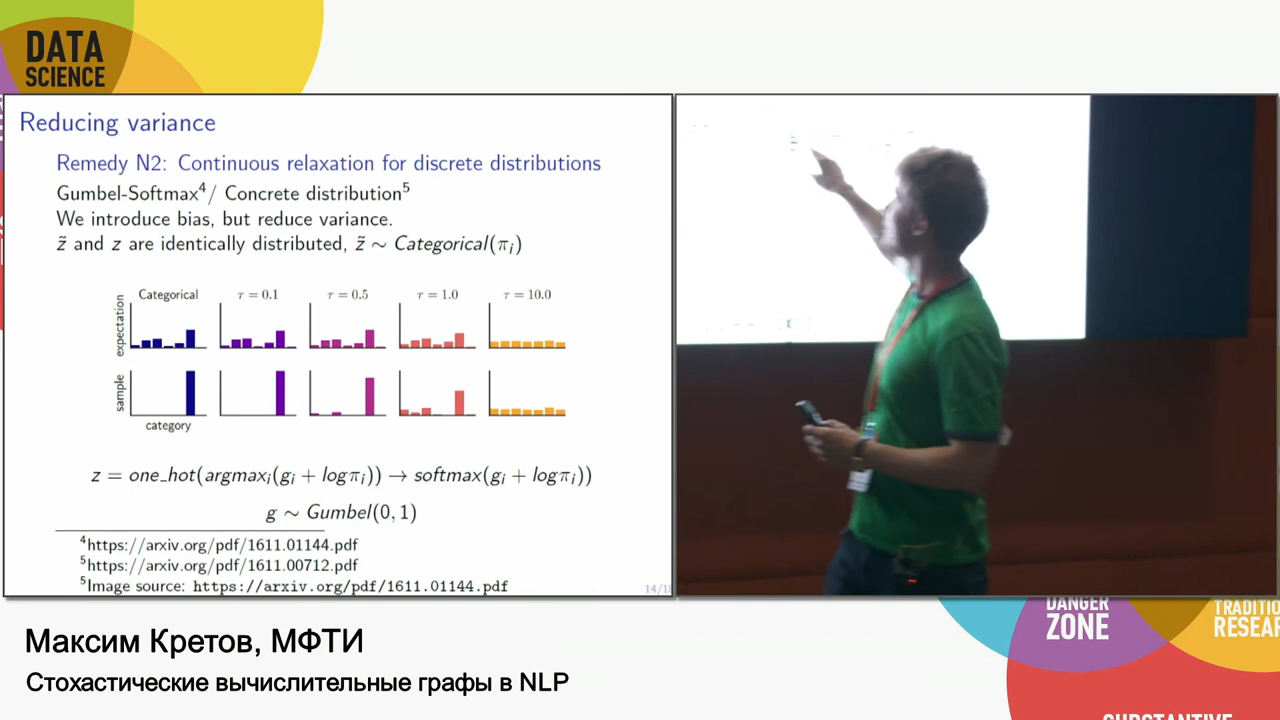 DATA
SCIENCE
Reducing variance
Remedy N2: Continuous relaxation for discrete distributions
Gumbel-Softmax⁴/ Concrete distribution⁵
We introduce bias, but reduce variance.
z̃ and z are identically distributed, z̃ ∼ Categorical(πᵢ)
Categorical τ = 0.1 τ = 0.5 τ = 1.0 τ = 10.0
expectation
sample
category
z = one_hot(argmaxᵢ(gᵢ + logπᵢ)) → softmax(gᵢ + logπᵢ))
g ∼ Gumbel(0, 1)
⁴https://arxiv.org/pdf/1611.01144.pdf
⁵https://arxiv.org/pdf/1611.00712.pdf
⁵Image source: https://arxiv.org/pdf/1611.01144.pdf
Максим Кретов, МФТИ
Стохастические вычислительные графы в NLP
DANGER
ZONE